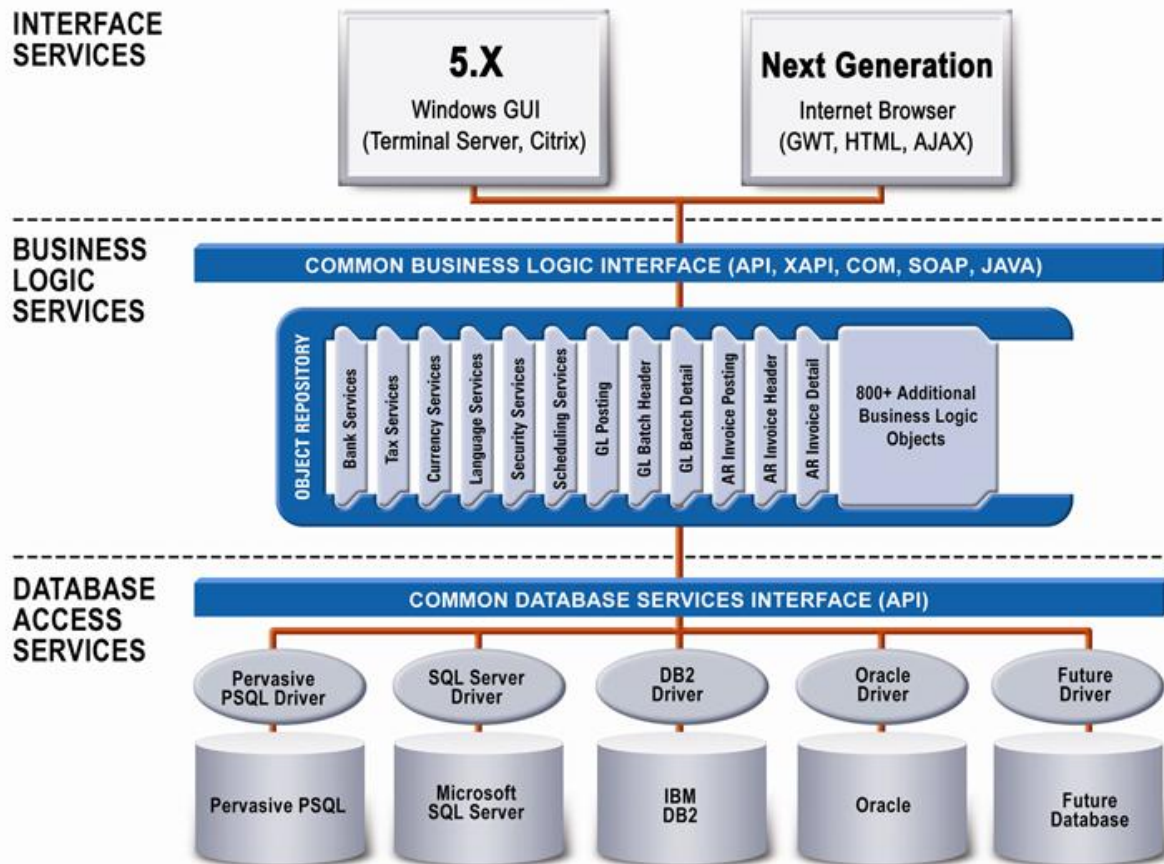 INTERFACE
SERVICES
5.X
Windows GUI
(Terminal Server, Citrix)
Next Generation
Internet Browser
(GWT, HTML, AJAX)
BUSINESS
LOGIC
SERVICES
COMMON BUSINESS LOGIC INTERFACE (API, XAPI, COM, SOAP, JAVA)
OBJECT REPOSITORY
Bank Services
Tax Services
Currency Services
Language Services
Security Services
Scheduling Services
GL Posting
GL Batch Header
GL Batch Detail
AR Invoice Posting
AR Invoice Header
AR Invoice Detail
800+ Additional
Business Logic
Objects
DATABASE
ACCESS
SERVICES
COMMON DATABASE SERVICES INTERFACE (API)
Pervasive
PSQL Driver
SQL Server
Driver
DB2
Driver
Oracle
Driver
Future
Driver
Pervasive PSQL
Microsoft
SQL Server
IBM
DB2
Oracle
Future
Database